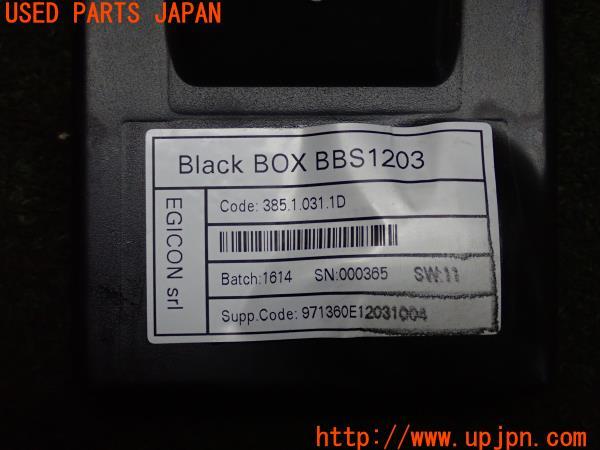 USED PARTS JAPAN
Black BOX BBS1203
EGICON srl
Code: 385.1.031.1D
Batch:1614 SN:000365 SW:11
Supp.Code: 971360E12031004
UPJ
http://www.upjpn.com